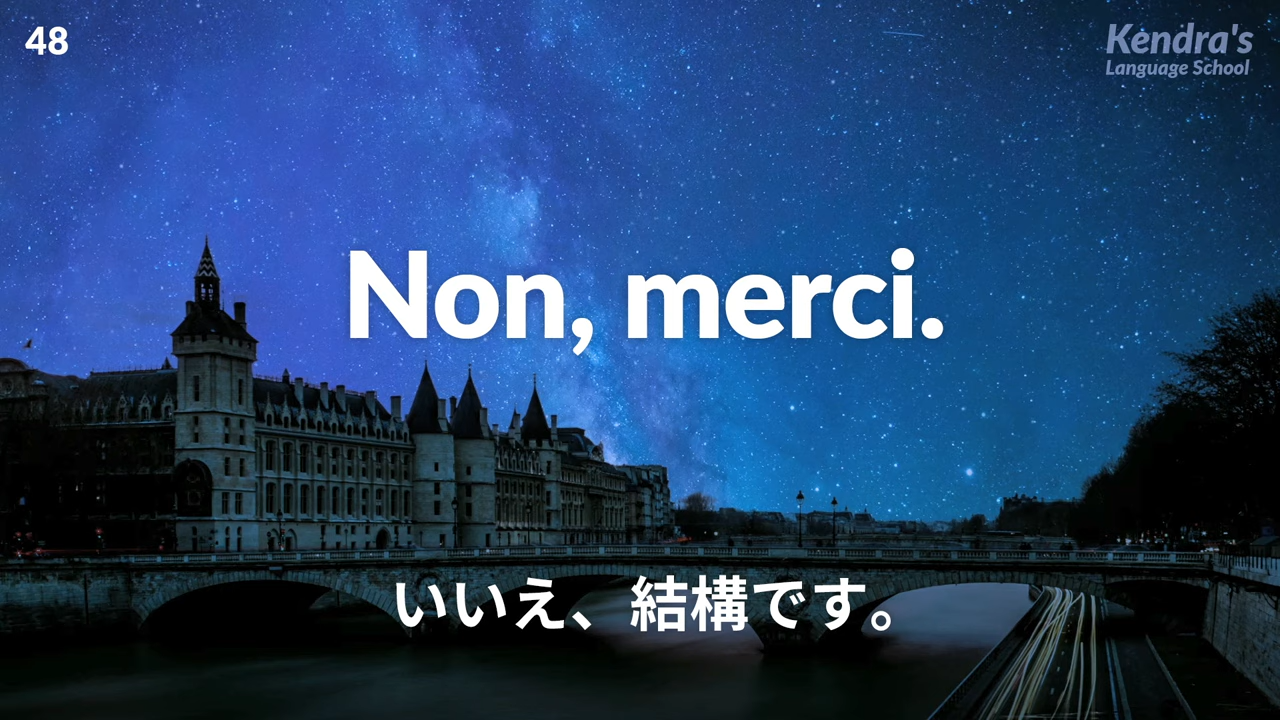 48
Kendra's
Language School
Non, merci.
いいえ、結構です。